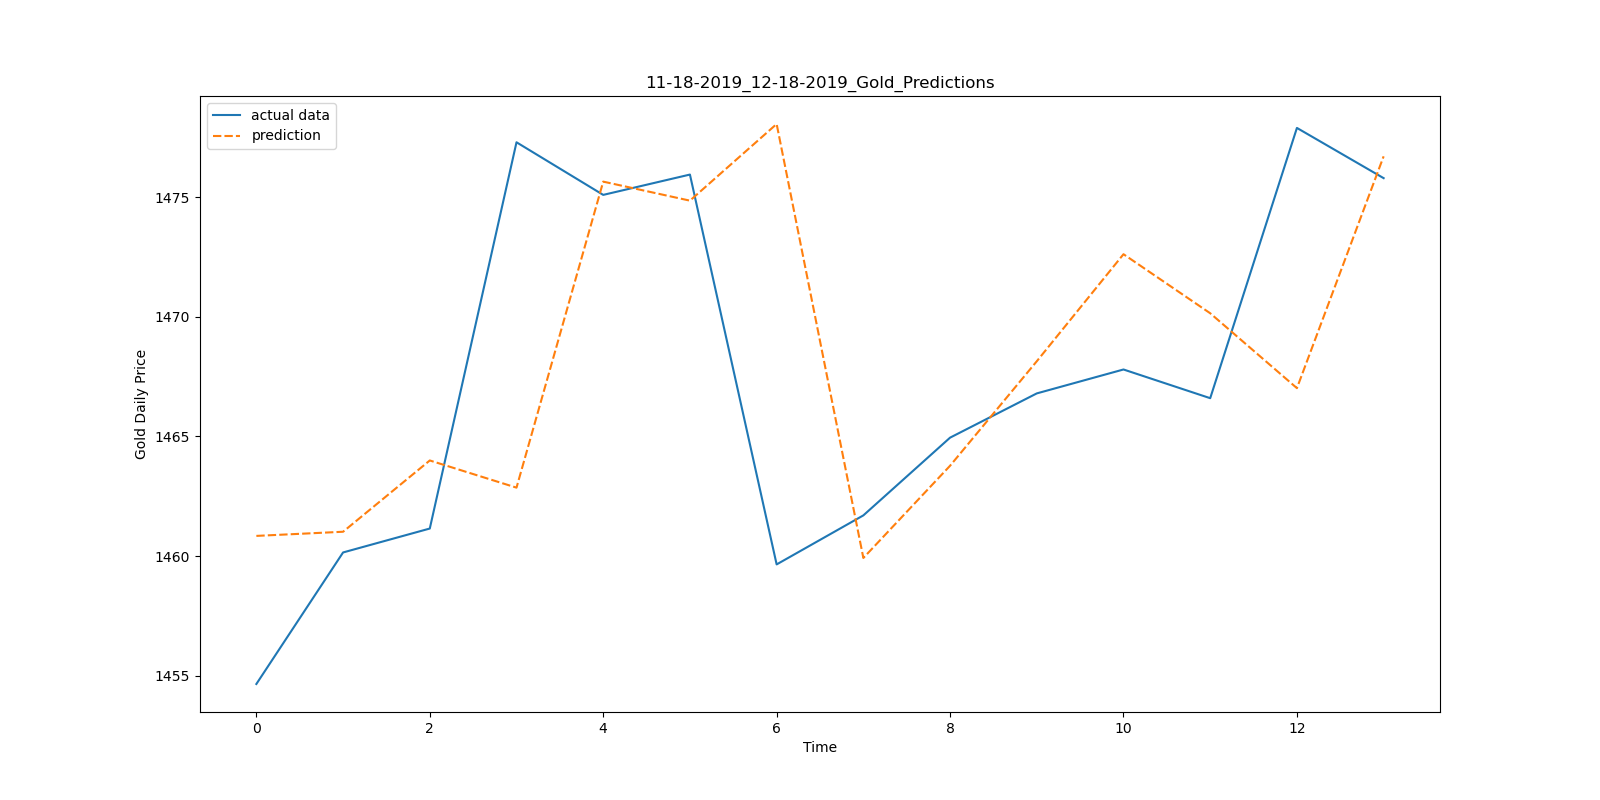 11-18-2019_12-18-2019_Gold_Predictions
actual data
prediction
Gold Daily Price
1475
1470
1465
1460
1455
0 2 4 6 8 10 12
Time